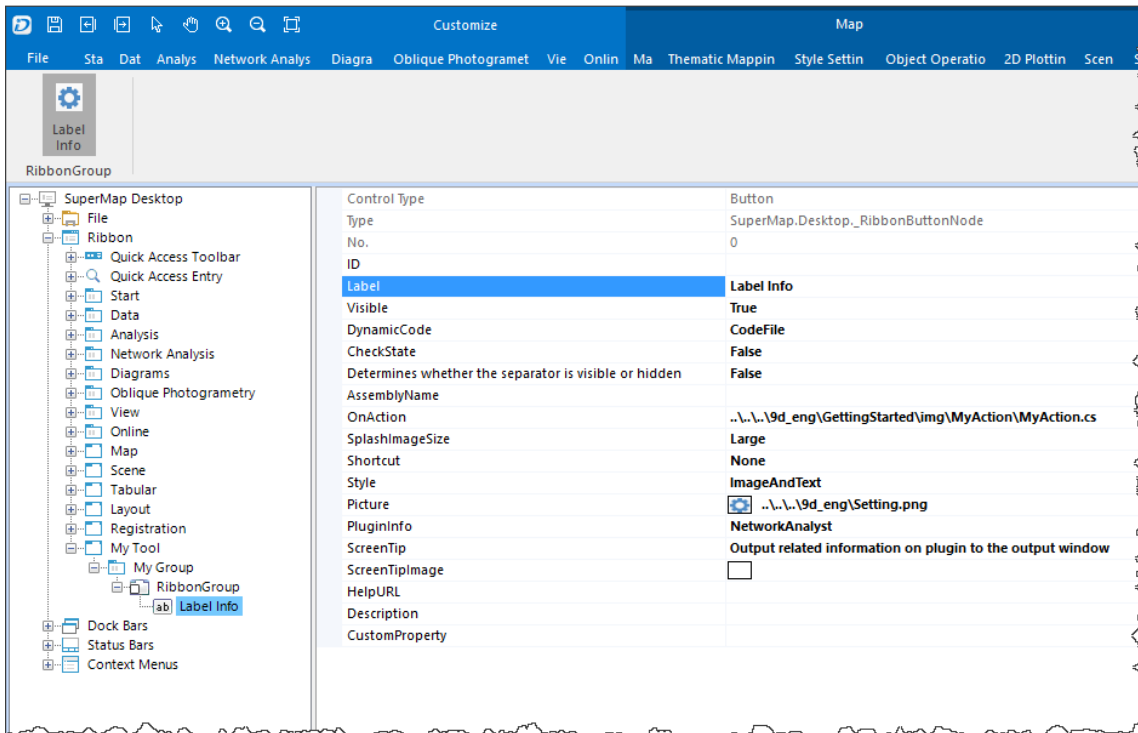 Customize Map
File Sta Dat Analys Network Analys Diagra Oblique Photogramet Vie Onlin Ma Thematic Mappin Style Settin Object Operatio 2D Plottin Scen
Label
Info
RibbonGroup
SuperMap Desktop
File
Ribbon
Quick Access Toolbar
Quick Access Entry
Start
Data
Analysis
Network Analysis
Diagrams
Oblique Photogrametry
View
Online
Map
Scene
Tabular
Layout
Registration
My Tool
My Group
RibbonGroup
ab Label Info
Dock Bars
Status Bars
Context Menus
Control Type Button
Type SuperMap.Desktop._RibbonButtonNode
No. 0
ID
Label Label Info
Visible True
DynamicCode CodeFile
CheckState False
Determines whether the separator is visible or hidden False
AssemblyName
OnAction ..\..\..\9d_eng\GettingStarted\img\MyAction\MyAction.cs
SplashImageSize Large
Shortcut None
Style ImageAndText
Picture ..\..\..\9d_eng\Setting.png
PluginInfo NetworkAnalyst
ScreenTip Output related information on plugin to the output window
ScreenTipImage
HelpURL
Description
CustomProperty